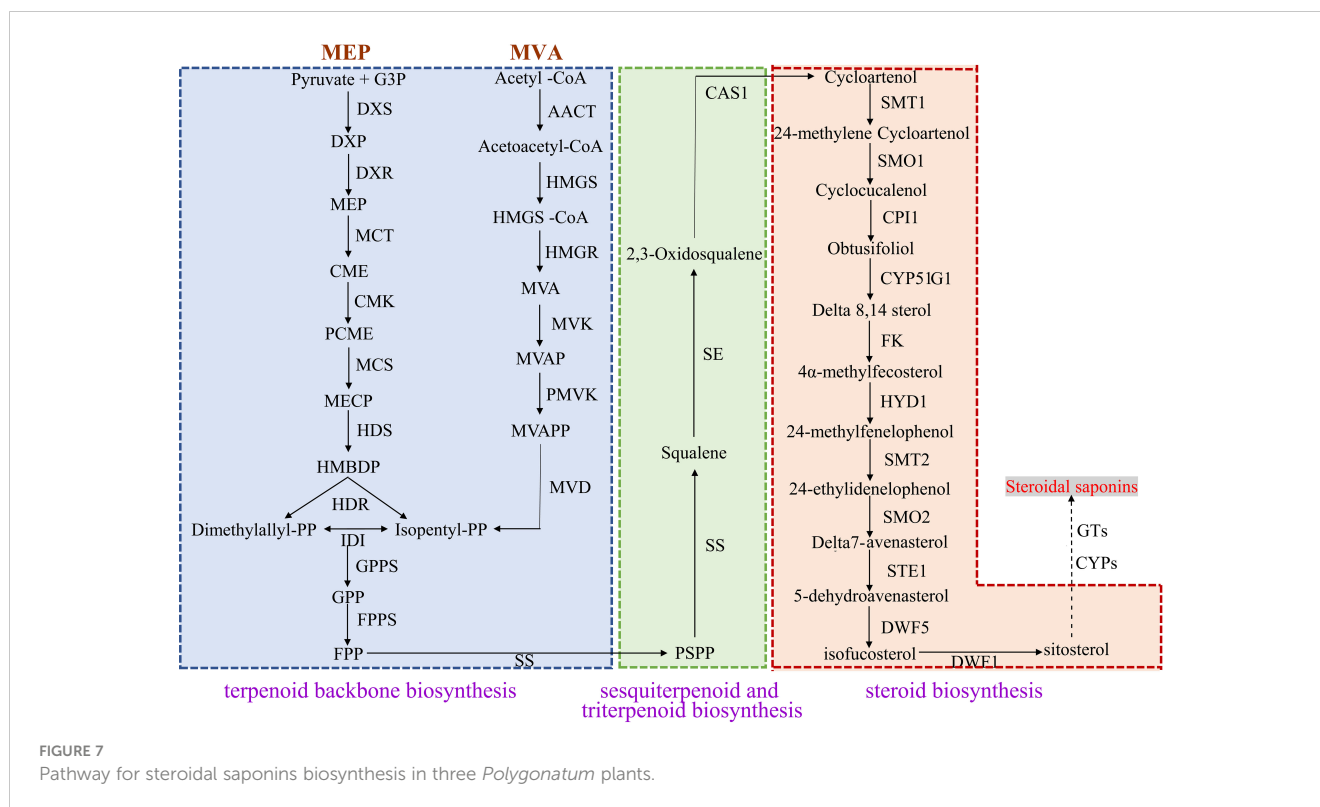 MEP
Pyruvate + G3P
DXS
DXP
DXR
MEP
MCT
CME
CMK
PCME
MCS
MECP
HDS
HMBDP
HDR
Dimethylallyl-PP
IDI
Isopentyl-PP
GPPS
GPP
FPPS
FPP
SS
MVA
Acetyl -CoA
AACT
Acetoacetyl-CoA
HMGS
HMGS -CoA
HMGR
MVA
MVK
MVAP
PMVK
MVAPP
MVD
terpenoid backbone biosynthesis
CAS1
2,3-Oxidosqualene
SE
Squalene
SS
PSPP
sesquiterpenoid and
triterpenoid biosynthesis
Cycloartenol
SMT1
24-methylene Cycloartenol
SMO1
Cyclocucalenol
CPI1
Obtusifoliol
CYP51G1
Delta 8,14 sterol
FK
4α-methylfecosterol
HYD1
24-methylfenelophenol
SMT2
24-ethylidenelophenol
SMO2
Delta7-avenasterol
STE1
5-dehydroavenasterol
DWF5
isofucosterol
DWF1
sitosterol
CYPs
GTs
Steroidal saponins
steroid biosynthesis
FIGURE 7
Pathway for steroidal saponins biosynthesis in three Polygonatum plants.